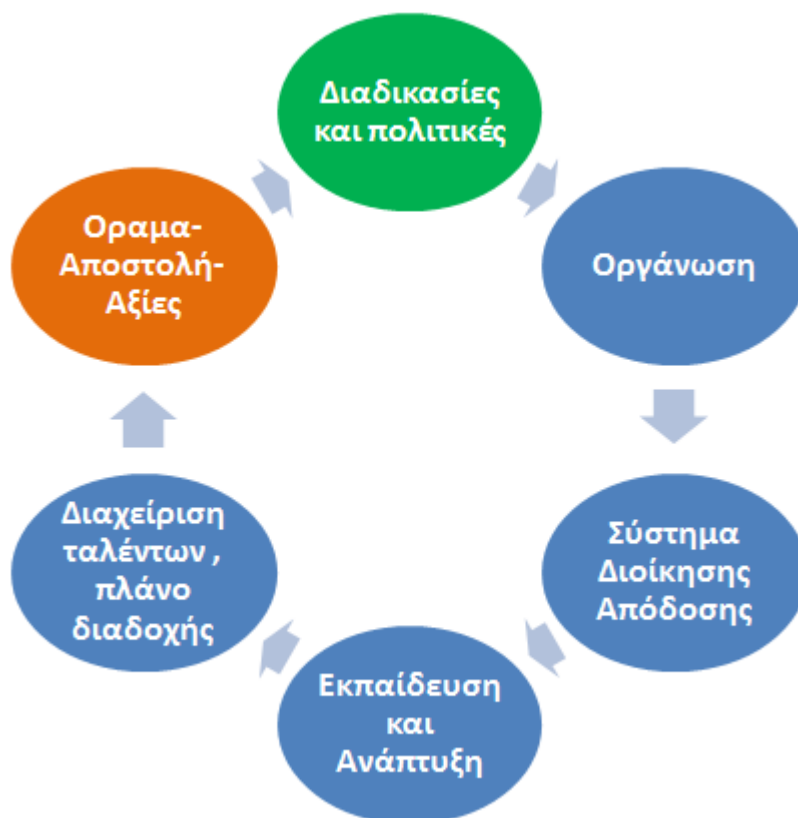 Διαδικασίες
και πολιτικές
Οργάνωση
Σύστημα
Διοίκησης
Απόδοσης
Εκπαίδευση
και
Ανάπτυξη
Διαχείριση
ταλέντων ,
πλάνο
διαδοχής
Οραμα-
Αποστολή-
Αξίες